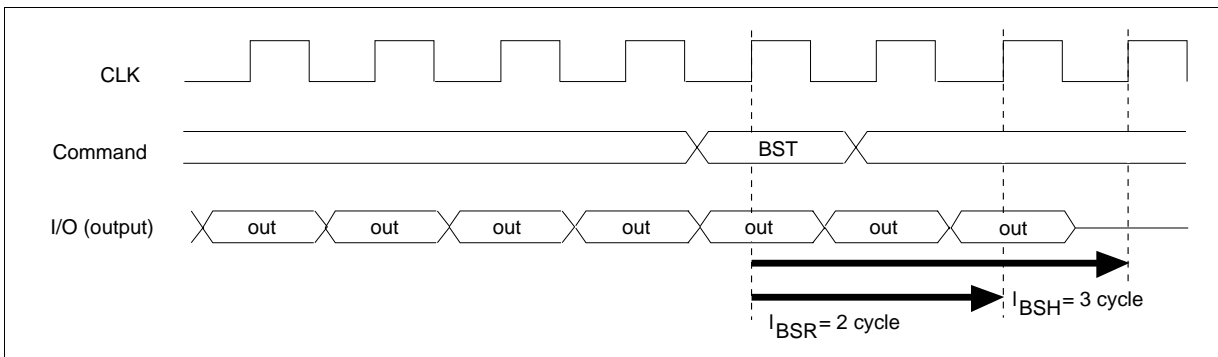 CLK
Command
BST
I/O (output)
out out out out out out out
lBSH= 3 cycle
lBSR= 2 cycle